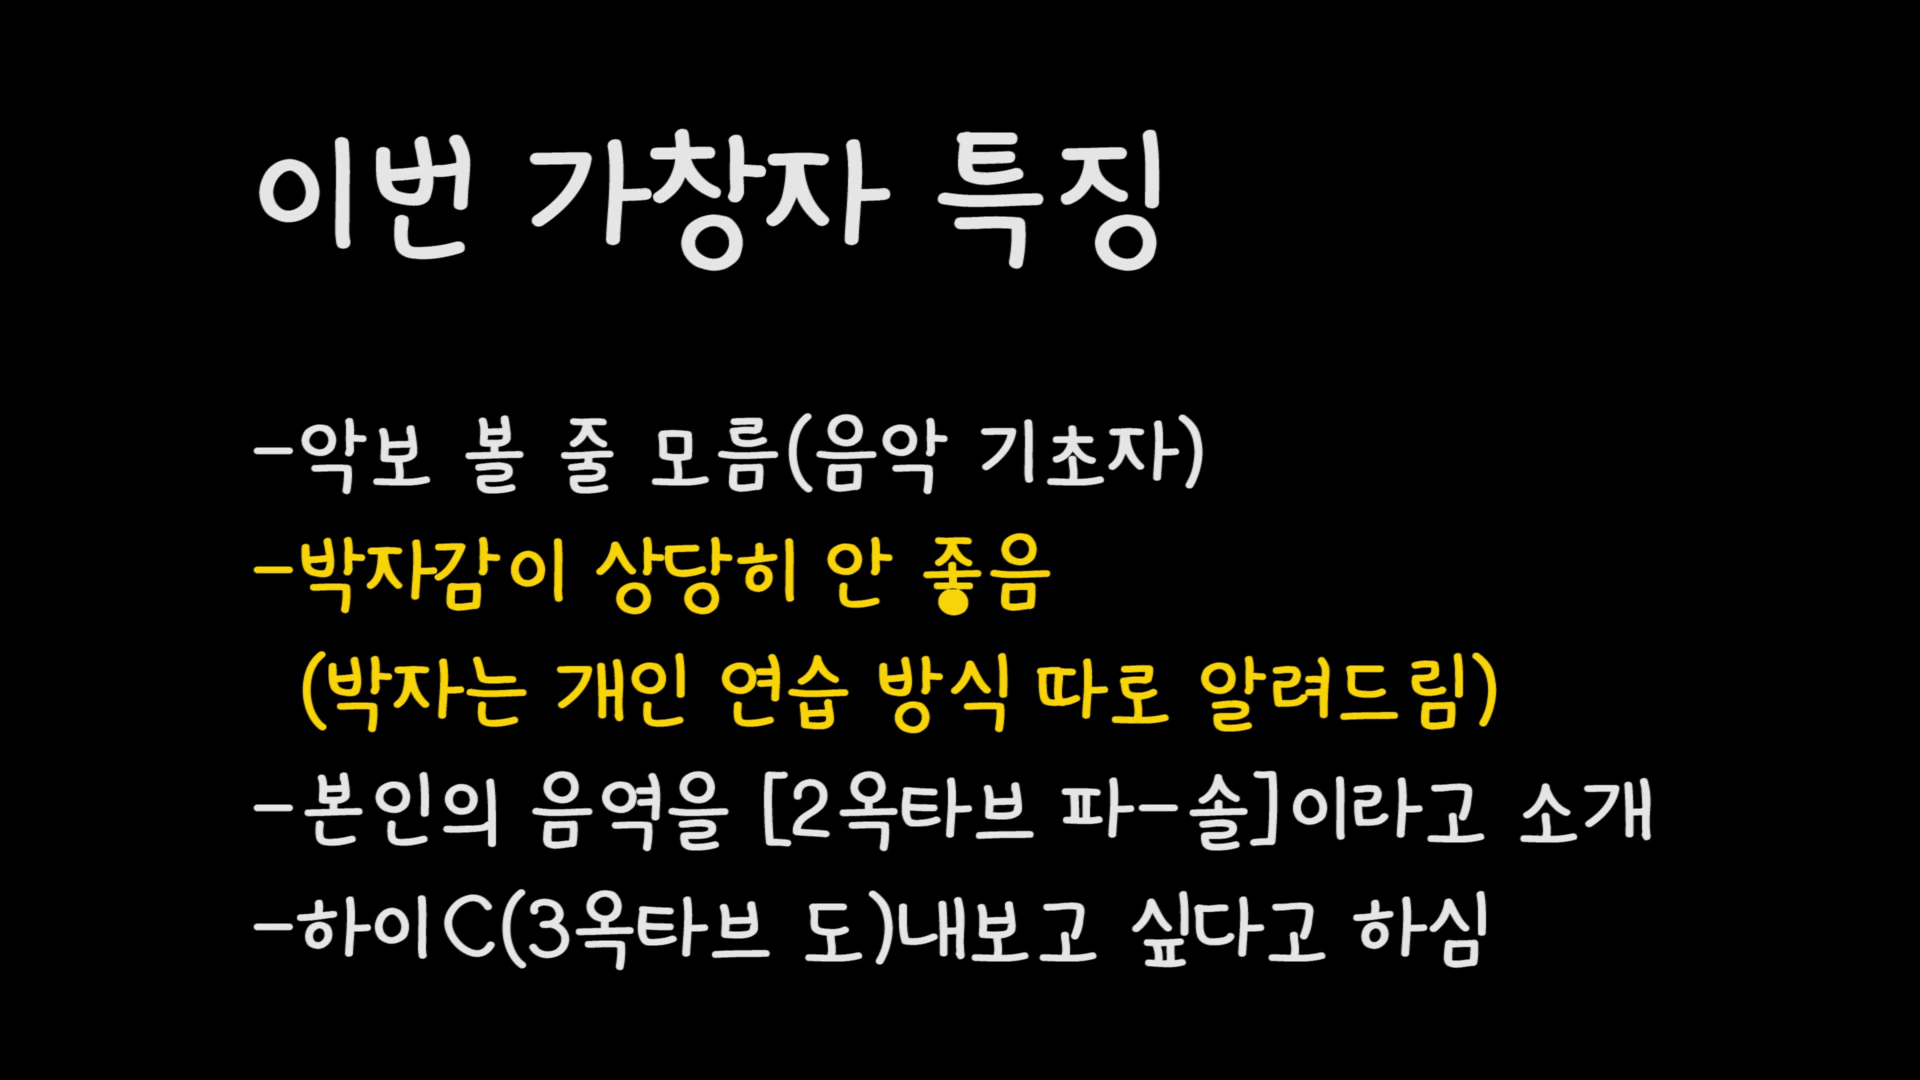 이번 가창자 특징
-악보 볼 줄 모름(음악 기초자)
-박자감이 상당히 안 좋음
(박자는 개인 연습 방식 따로 알려드림)
-본인의 음역을 [2옥타브 파-솔]이라고 소개
-하이C(3옥타브 도)내보고 싶다고 하심